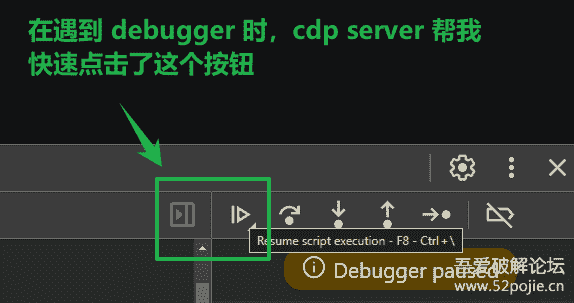 在遇到 debugger 时，cdp server 帮我
快速点击了这个按钮
Resume script execution - F8 - Ctrl+\
Debugger paused
吾爱破解论坛
www.52pojie.cn